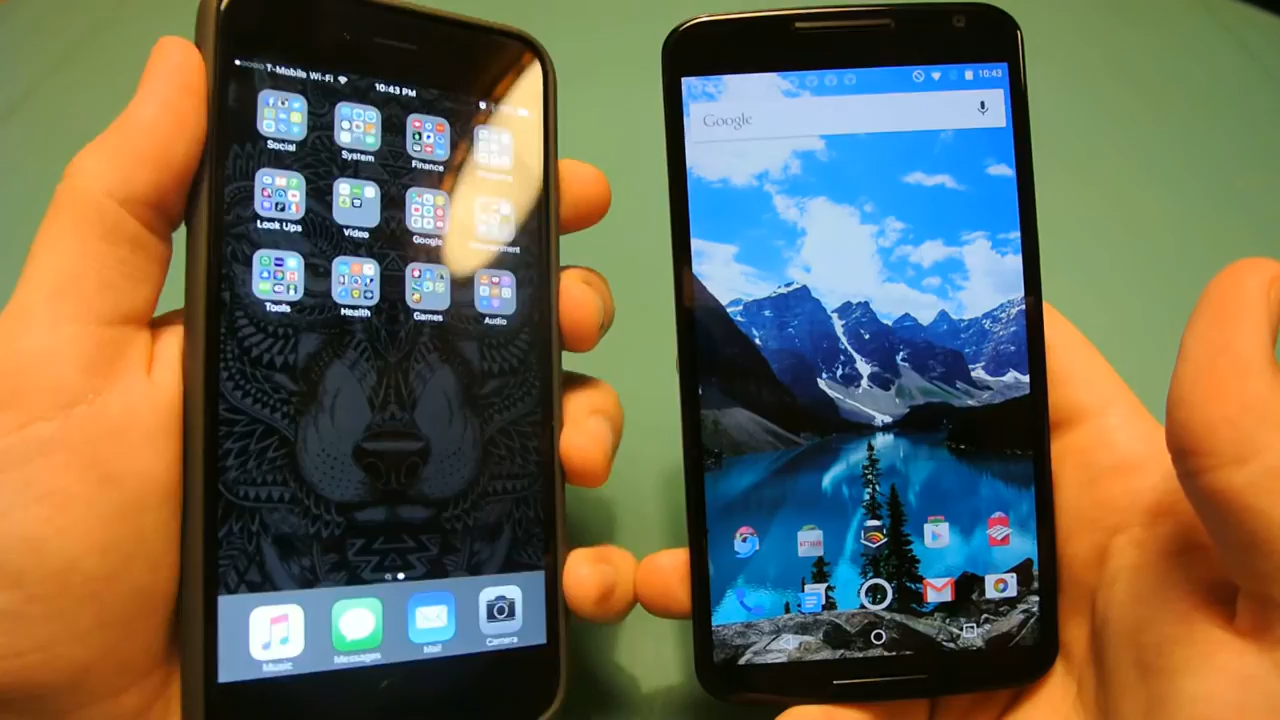 T-Mobile Wi-Fi
10:43 PM
Social
System
Finance
Look Ups
Video
Google
Tools
Health
Games
Audio
Music
Messages
Mail
Camera
10:43
Google